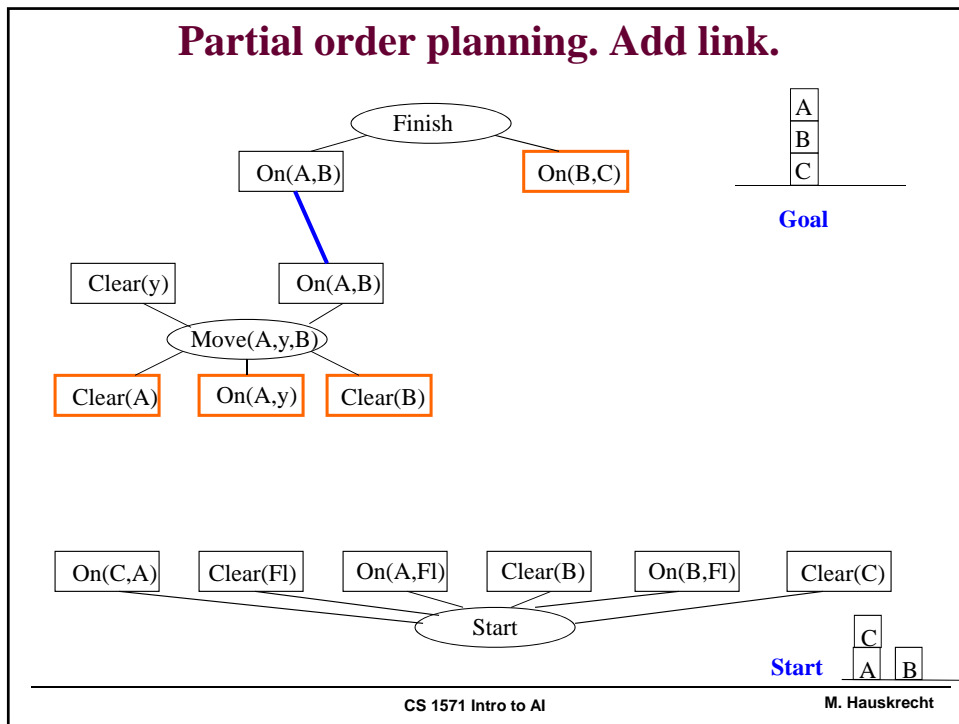 Partial order planning. Add link.
Finish
On(A,B) On(B,C)
A
B
C
Goal
Clear(y) On(A,B)
Move(A,y,B)
Clear(A) On(A,y) Clear(B)
On(C,A) Clear(Fl) On(A,Fl) Clear(B) On(B,Fl) Clear(C)
Start
C
Start A B
CS 1571 Intro to AI M. Hauskrecht